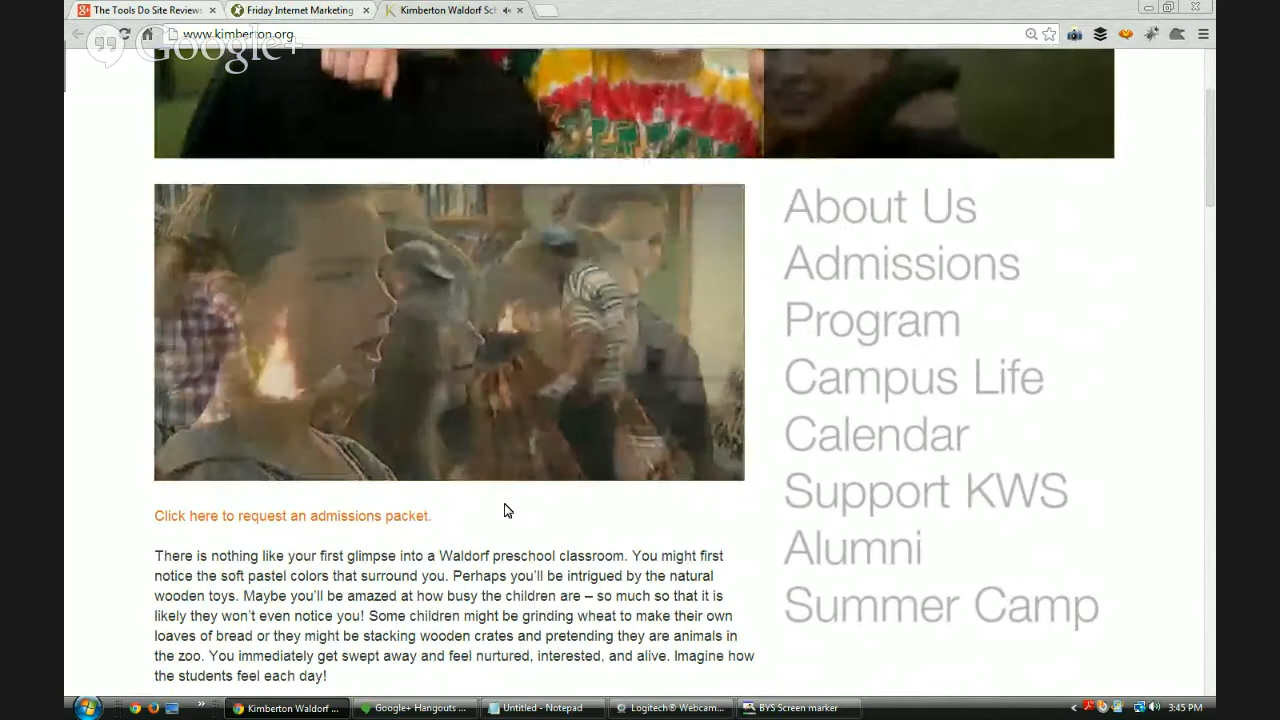 The Tools Do Site Reviews
Friday Internet Marketing
Kimberton Waldorf Sch
www.kimberton.org
Google+
About Us
Admissions
Program
Campus Life
Calendar
Support KWS
Alumni
Summer Camp
Click here to request an admissions packet.
There is nothing like your first glimpse into a Waldorf preschool classroom. You might first
notice the soft pastel colors that surround you. Perhaps you'll be intrigued by the natural
wooden toys. Maybe you'll be amazed at how busy the children are – so much so that it is
likely they won't even notice you! Some children might be grinding wheat to make their own
loaves of bread or they might be stacking wooden crates and pretending they are animals in
the zoo. You immediately get swept away and feel nurtured, interested, and alive. Imagine how
the students feel each day!
Kimberton Waldorf ...
Google+ Hangouts ...
Untitled - Notepad
Logitech® Webcam...
BYS Screen marker
3:45 PM